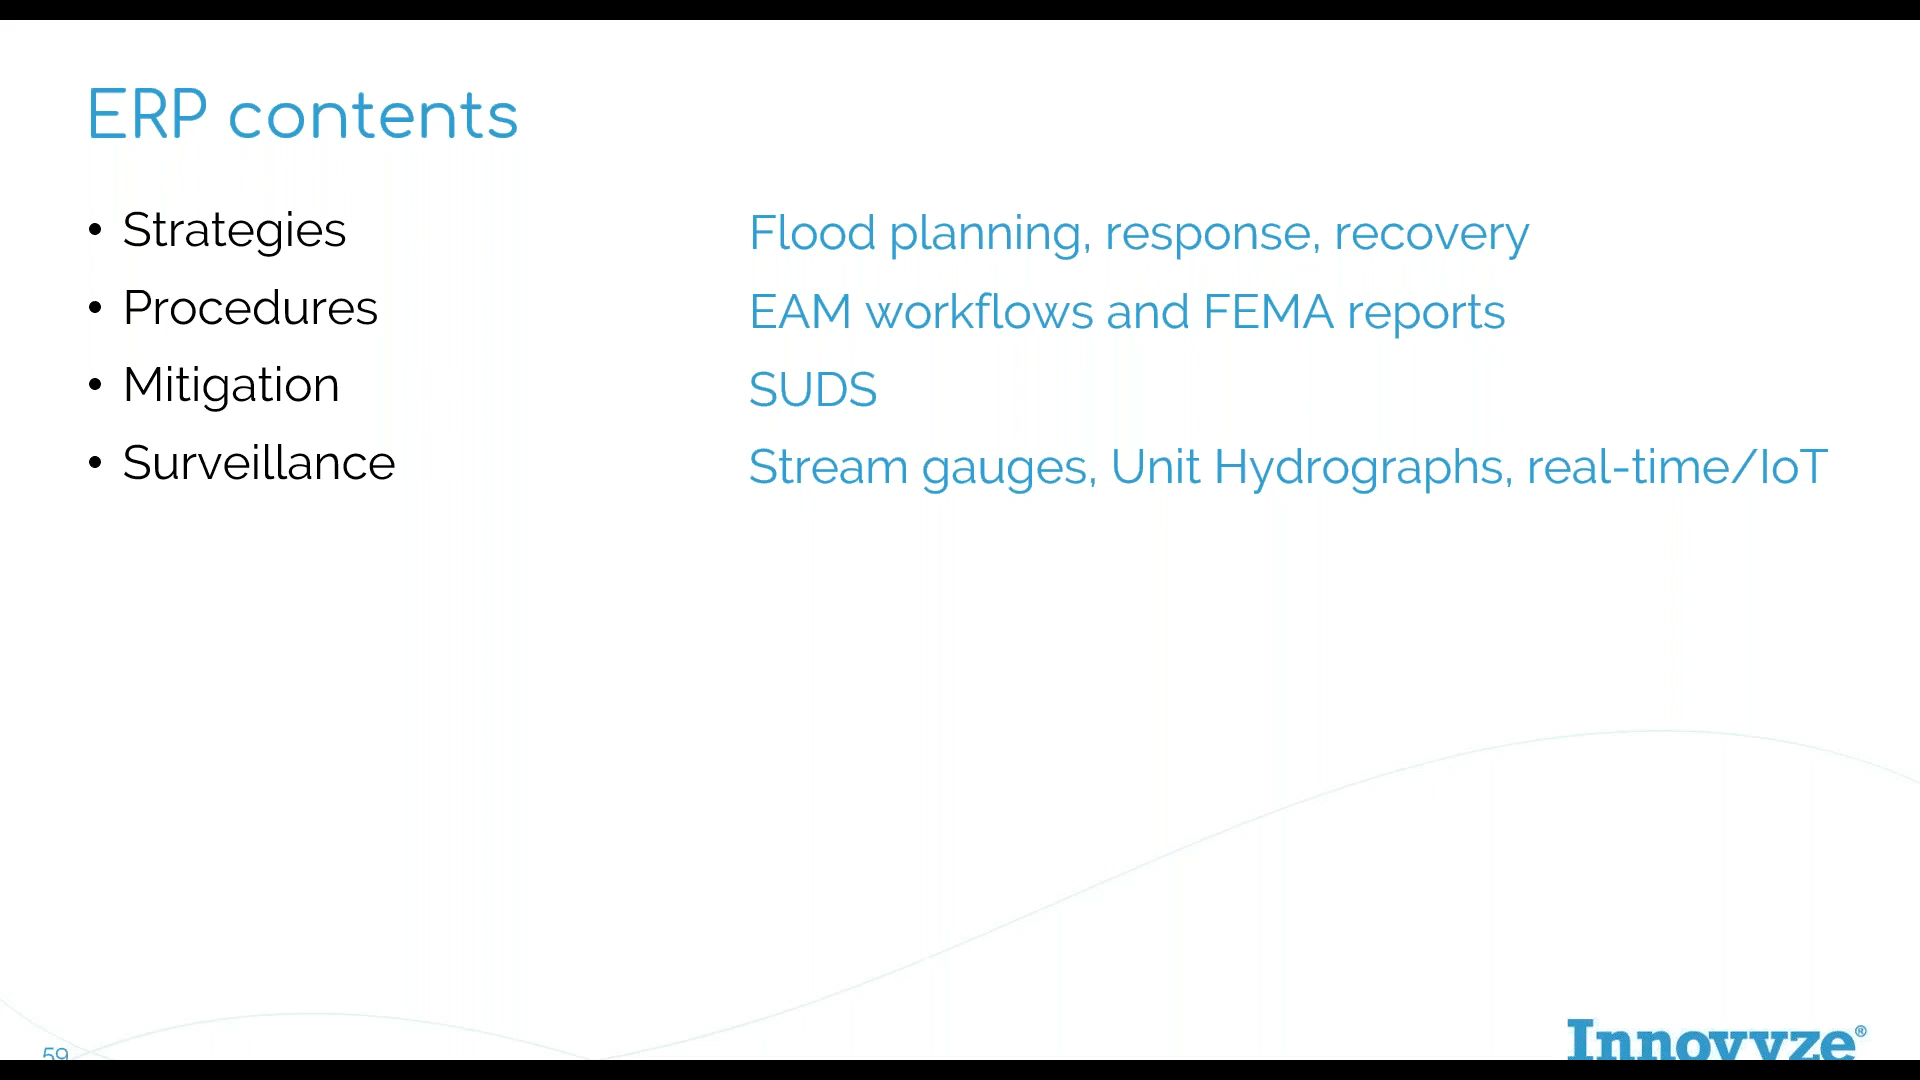 ERP contents
• Strategies
Flood planning, response, recovery
• Procedures
EAM workflows and FEMA reports
• Mitigation
SUDS
• Surveillance
Stream gauges, Unit Hydrographs, real-time/IoT
59
Innovyze®